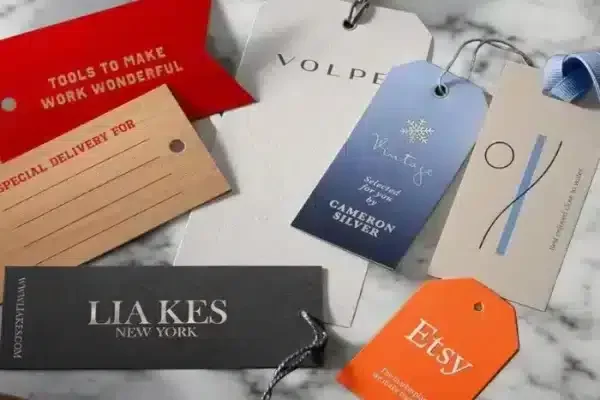 TOOLS TO MAKE
WORK WONDERFUL
SPECIAL DELIVERY FOR
VOLPE
Vintage
Selected
for you
by
CAMERON
SILVER
LIA KES
NEW YORK
WWW.LIAKES.COM
Etsy